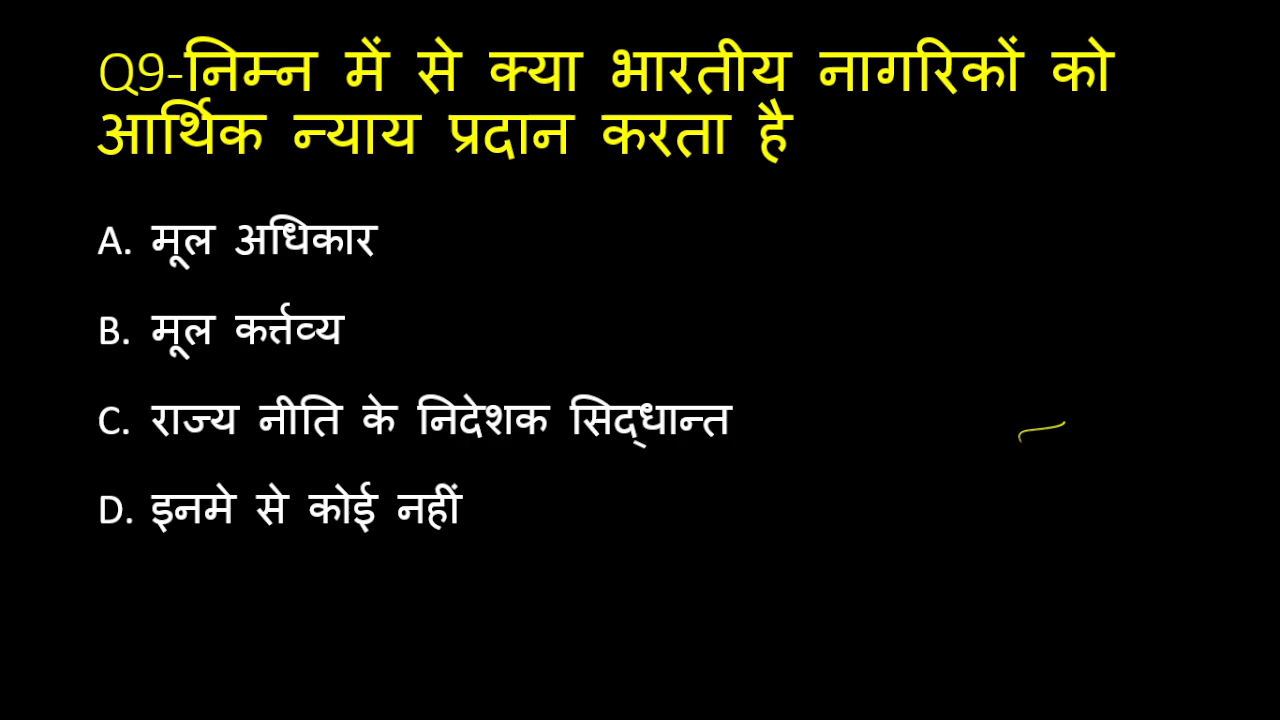 Q9-निम्न में से क्या भारतीय नागरिकों को
आर्थिक न्याय प्रदान करता है
A. मूल अधिकार
B. मूल कर्त्तव्य
C. राज्य नीति के निदेशक सिद्धान्त
D. इनमे से कोई नहीं